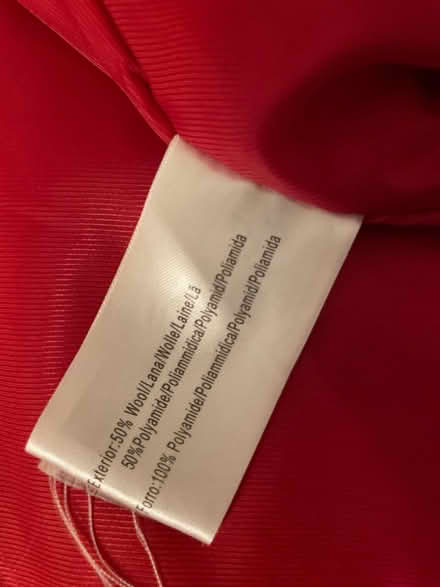 Exterior:50% Wool/Lana/Wolle/Laine/Lã
50%Polyamide/Poliammidica/Polyamid/Poliamida
Forro:100% Polyamide/Poliammidica/Polyamid/Poliamida